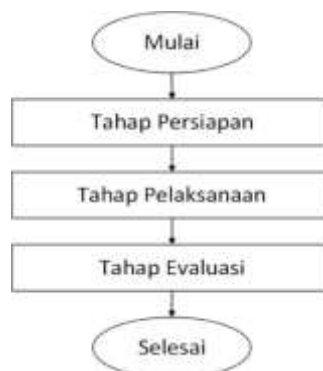 Mulai
Tahap Persiapan
Tahap Pelaksanaan
Tahap Evaluasi
Selesai